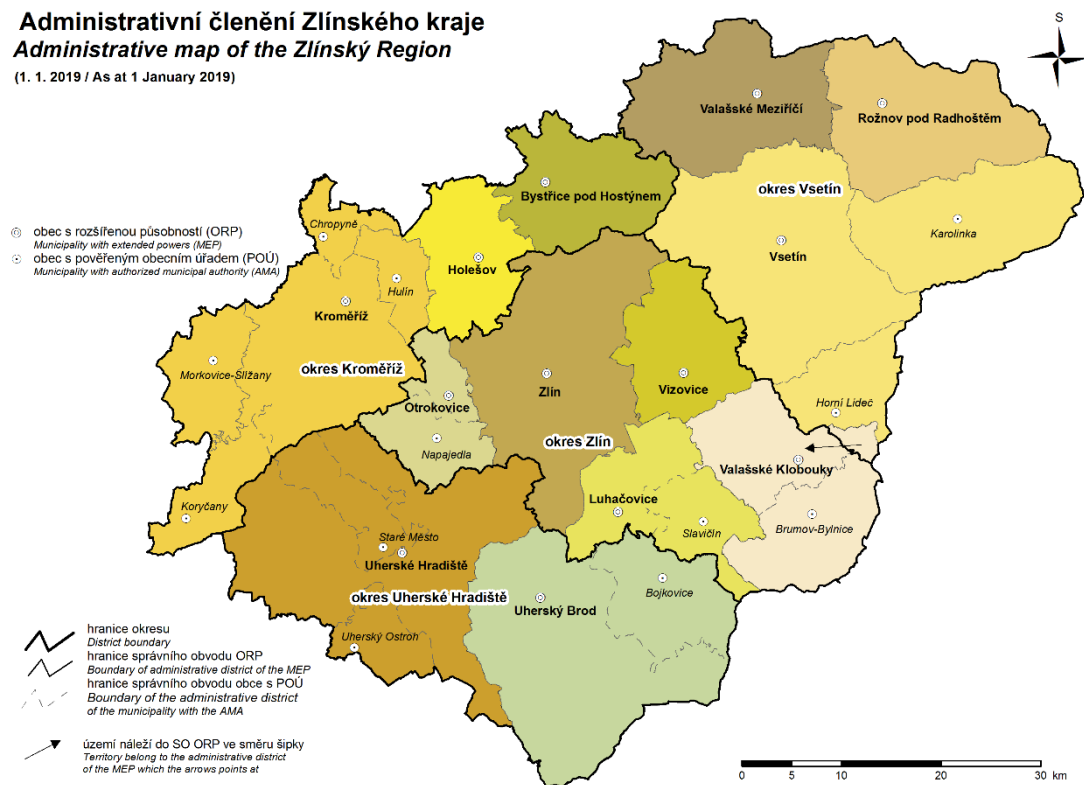 Administrativní členění Zlínského kraje
Administrative map of the Zlínský Region
(1. 1. 2019 / As at 1 January 2019)
S
Valašské Meziříčí
Rožnov pod Radhoštěm
okres Vsetín
Bystřice pod Hostýnem
Karolinka
Chropyně
obec s rozšířenou působností (ORP)
Municipality with extended powers (MEP)
obec s pověřeným obecním úřadem (POÚ)
Municipality with authorized municipal authority (AMA)
Vsetín
Holešov
Hulín
Kroměříž
Morkovice-Slížany
okres Kroměříž
Zlín
Vizovice
Otrokovice
Horní Lideč
Napajedla
okres Zlín
Valašské Klobouky
Koryčany
Luhačovice
Slavičín
Brumov-Bylnice
Staré Město
Uherské Hradiště
Bojkovice
okres Uherské Hradiště
Uherský Brod
Uherský Ostroh
hranice okresu
District boundary
hranice správního obvodu ORP
Boundary of administrative district of the MEP
hranice správního obvodu obce s POÚ
Boundary of the administrative district
of the municipality with the AMA
území náleží do SO ORP ve směru šipky
Territory belong to the administrative district
of the MEP which the arrows points at
0 5 10 20 30 km